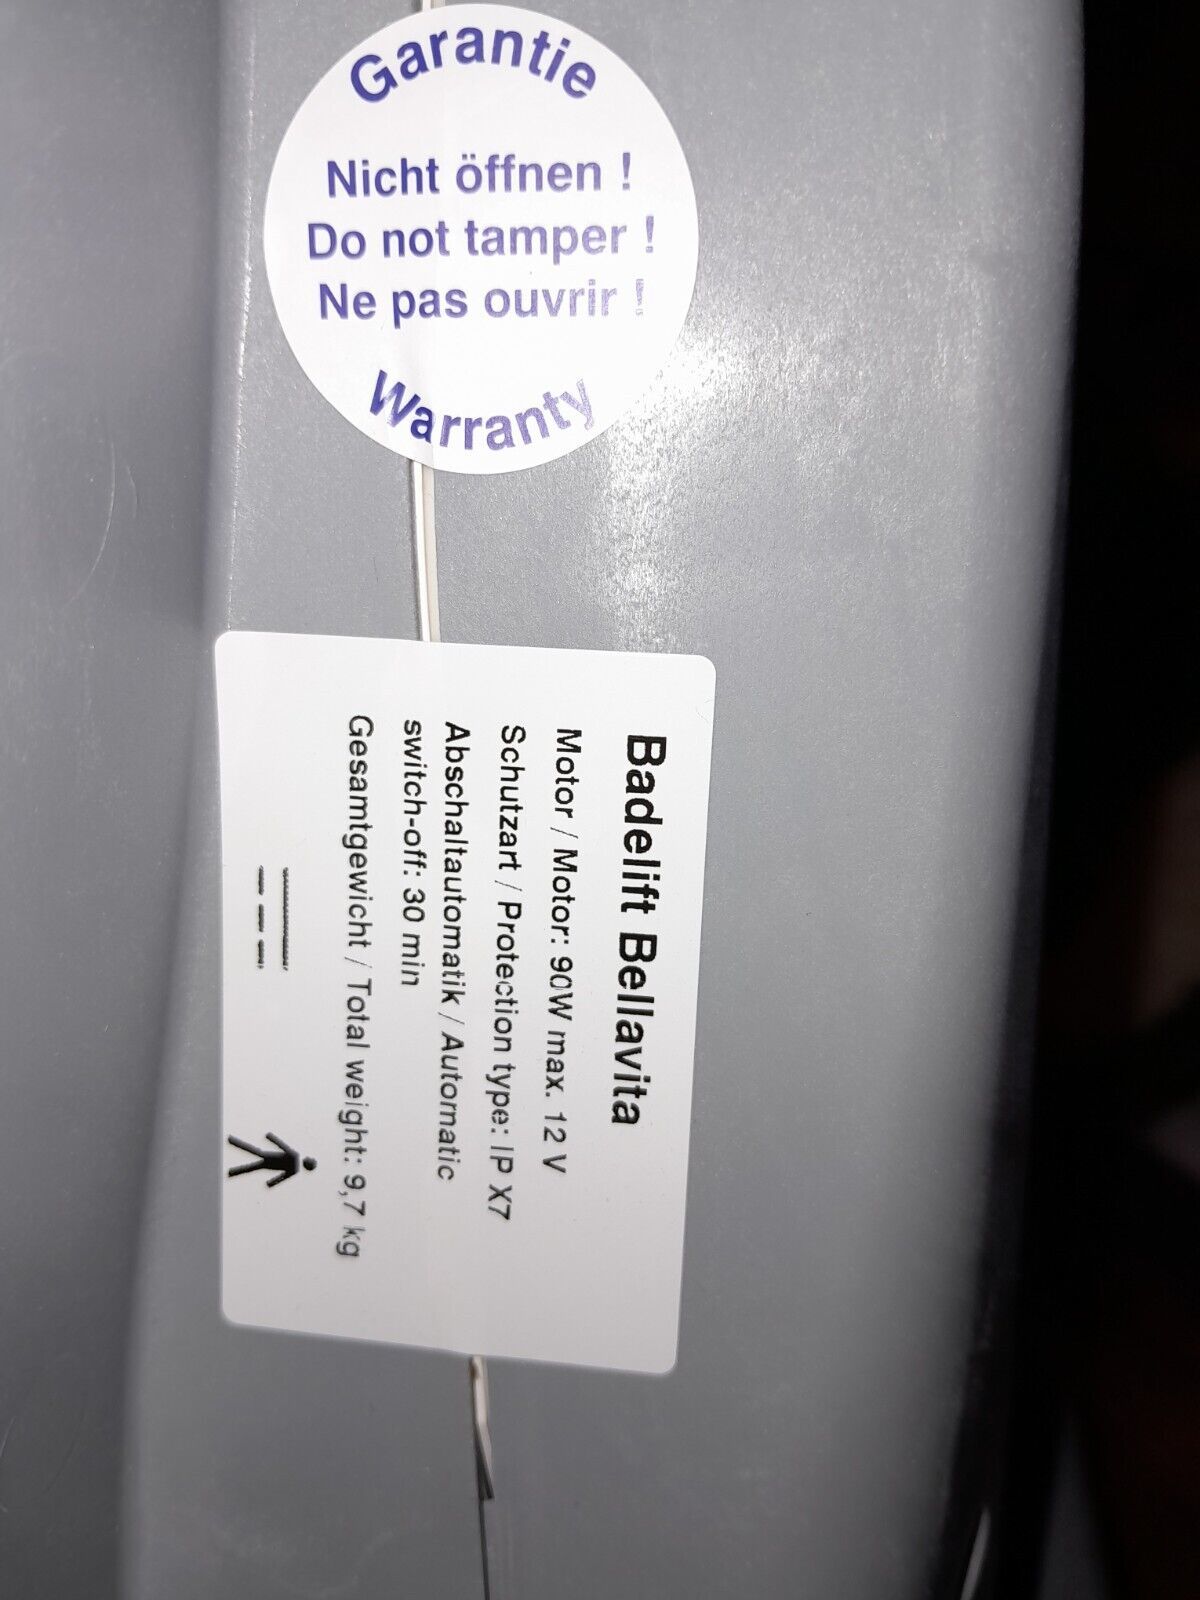 Garantie
Nicht öffnen !
Do not tamper !
Ne pas ouvrir !
Warranty
Badelift Bellavita
Motor / Motor: 90W max. 12 V
Schutzart / Protection type: IP X7
Abschaltautomatik / Automatic
switch-off: 30 min
Gesamtgewicht / Total weight: 9,7 kg